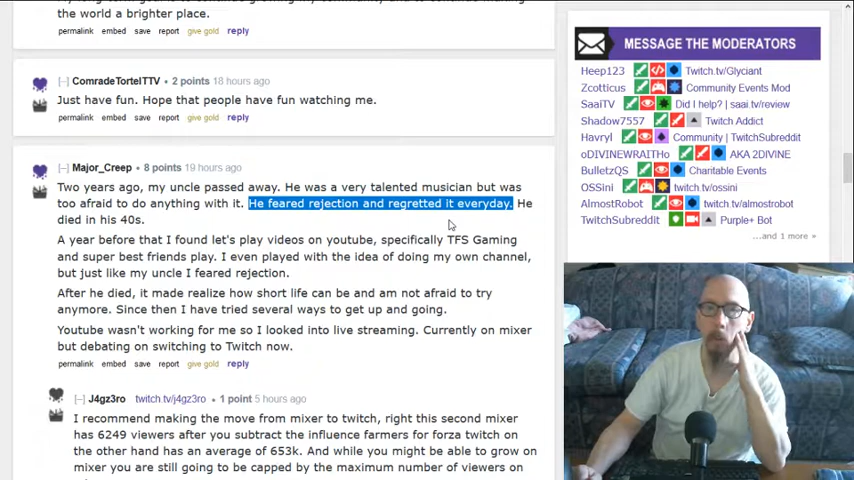 the world a brighter place.
permalink embed save report give gold reply
[–] ComradeTortelTTV • 2 points 18 hours ago
Just have fun. Hope that people have fun watching me.
permalink embed save report give gold reply
[–] Major_Creep • 8 points 19 hours ago
Two years ago, my uncle passed away. He was a very talented musician but was
too afraid to do anything with it. He feared rejection and regretted it everyday. He
died in his 40s.
A year before that I found let's play videos on youtube, specifically TFS Gaming
and super best friends play. I even played with the idea of doing my own channel,
but just like my uncle I feared rejection.
After he died, it made realize how short life can be and am not afraid to try
anymore. Since then I have tried several ways to get up and going.
Youtube wasn't working for me so I looked into live streaming. Currently on mixer
but debating on switching to Twitch now.
permalink embed save report give gold reply
[–] J4gz3ro twitch.tv/j4gz3ro • 1 point 5 hours ago
I recommend making the move from mixer to twitch, right this second mixer
has 6249 viewers after you subtract the influence farmers for forza twitch on
the other hand has an average of 653k. And while you might be able to grow on
mixer you are still going to be capped by the maximum number of viewers on
MESSAGE THE MODERATORS
Heep123 Twitch.tv/Glyciant
Zcotticus Community Events Mod
SaaiTV Did I help? | saai.tv/review
Shadow7557 Twitch Addict
Havryl Community | TwitchSubreddit
oDIVINEWRAITHo AKA 2DIVINE
BulletzQS Charitable Events
OSSini twitch.tv/ossini
AlmostRobot twitch.tv/almostrobot
TwitchSubreddit Purple+ Bot
...and 1 more »